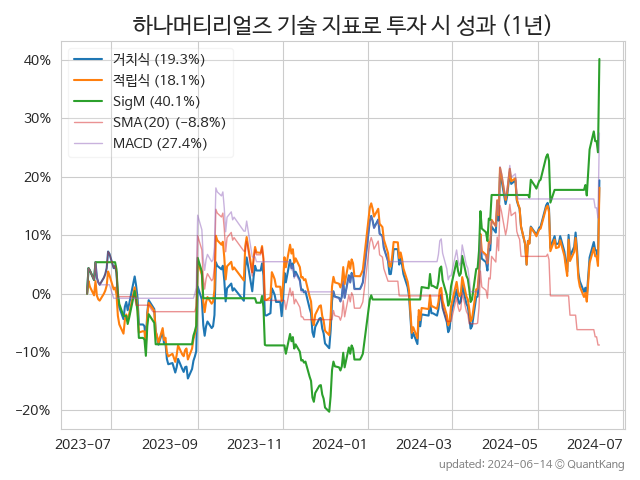 하나머티리얼즈 기술 지표로 투자 시 성과 (1년)
거치식 (19.3%)
적립식 (18.1%)
SigM (40.1%)
SMA(20) (−8.8%)
MACD (27.4%)
40%
30%
20%
10%
0%
−10%
−20%
2023-07 2023-09 2023-11 2024-01 2024-03 2024-05 2024-07
updated: 2024-06-14 © QuantKang